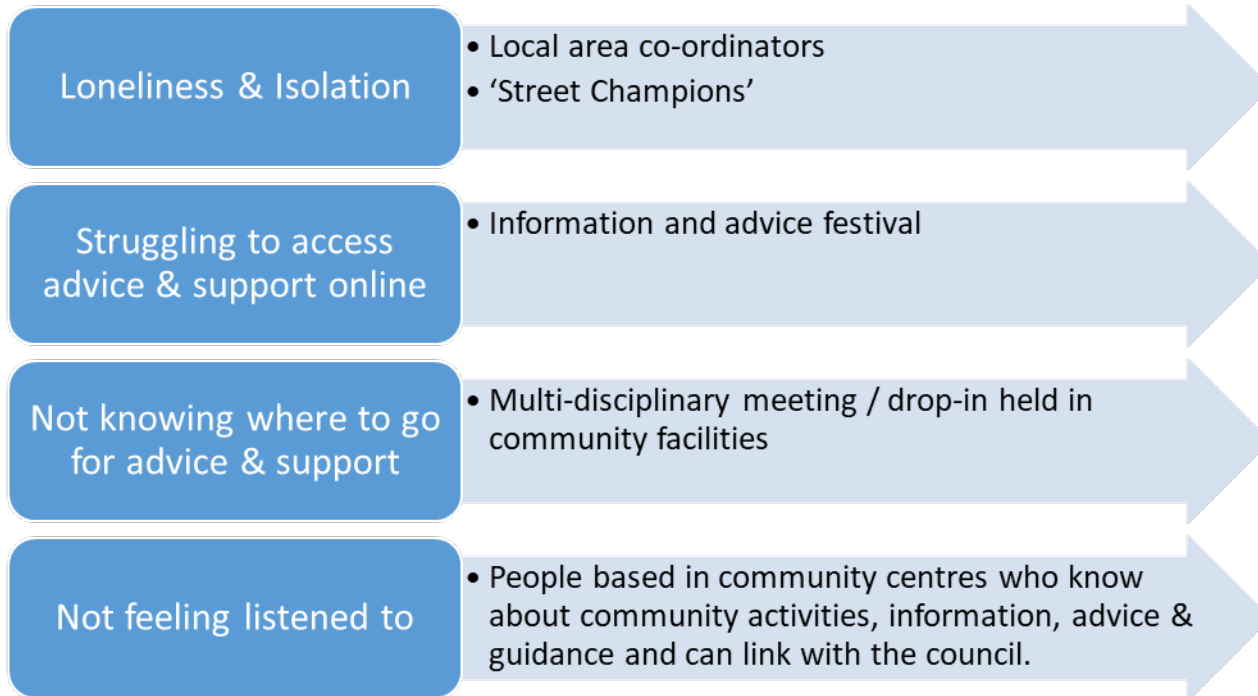 Loneliness & Isolation
• Local area co-ordinators
• ‘Street Champions’
Struggling to access
advice & support online
• Information and advice festival
Not knowing where to go
for advice & support
• Multi-disciplinary meeting / drop-in held in
community facilities
Not feeling listened to
• People based in community centres who know
about community activities, information, advice &
guidance and can link with the council.